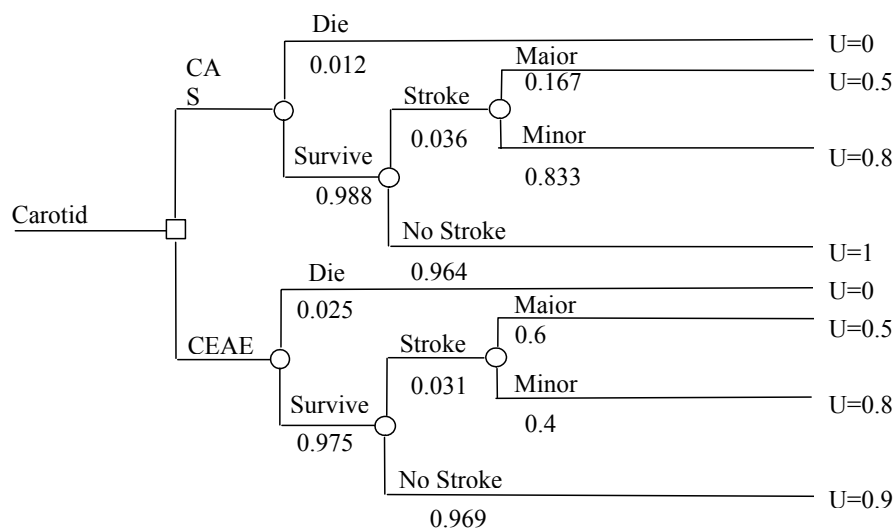 Die
U=0
0.012
CA
S
Major
0.167
U=0.5
Stroke
0.036
Minor
0.833
U=0.8
Survive
0.988
No Stroke
0.964
U=1
Carotid
Die
0.025
U=0
Major
0.6
U=0.5
CEAE
Stroke
0.031
Minor
0.4
U=0.8
Survive
0.975
No Stroke
0.969
U=0.9